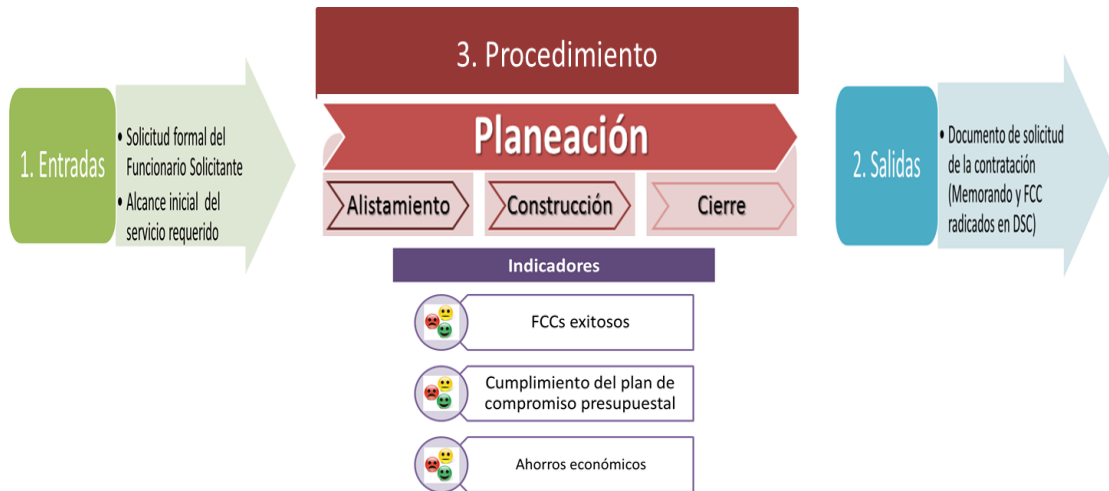 1. Entradas
• Solicitud formal del
Funcionario Solicitante
• Alcance inicial del
servicio requerido
3. Procedimiento
Planeación
Alistamiento
Construcción
Cierre
Indicadores
FCCs exitosos
Cumplimiento del plan de
compromiso presupuestal
Ahorros económicos
2. Salidas
• Documento de solicitud
de la contratación
(Memorando y FCC
radicados en DSC)